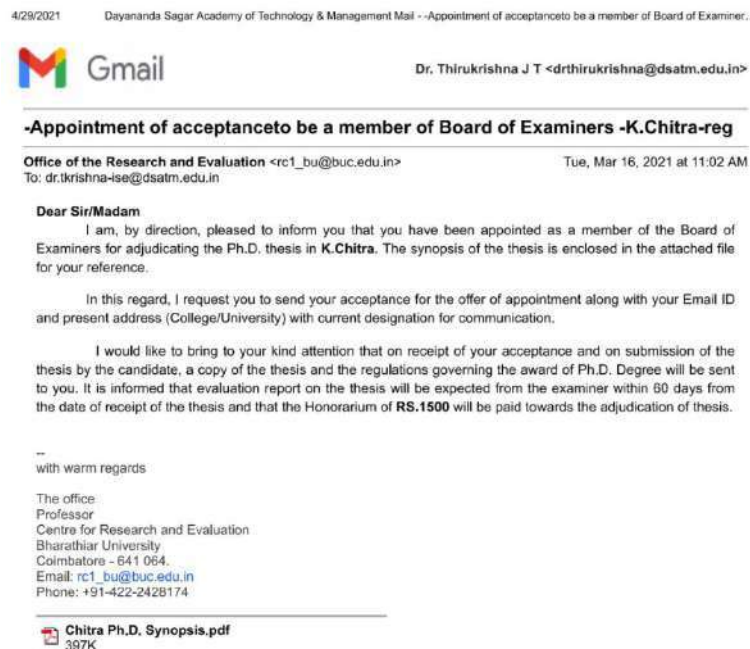 4/29/2021 Dayananda Sagar Academy of Technology & Management Mail - -Appointment of acceptanceto be a member of Board of Examiner.
Gmail
Dr. Thirukrishna J T <drthirukrishna@dsatm.edu.in>
-Appointment of acceptanceto be a member of Board of Examiners -K.Chitra-reg
Office of the Research and Evaluation <rc1_bu@buc.edu.in> Tue, Mar 16, 2021 at 11:02 AM
To: dr.tkrishna-ise@dsatm.edu.in
Dear Sir/Madam
I am, by direction, pleased to inform you that you have been appointed as a member of the Board of
Examiners for adjudicating the Ph.D. thesis in K.Chitra. The synopsis of the thesis is enclosed in the attached file
for your reference.
In this regard, I request you to send your acceptance for the offer of appointment along with your Email ID
and present address (College/University) with current designation for communication.
I would like to bring to your kind attention that on receipt of your acceptance and on submission of the
thesis by the candidate, a copy of the thesis and the regulations governing the award of Ph.D. Degree will be sent
to you. It is informed that evaluation report on the thesis will be expected from the examiner within 60 days from
the date of receipt of the thesis and that the Honorarium of RS.1500 will be paid towards the adjudication of thesis.
--
with warm regards
The office
Professor
Centre for Research and Evaluation
Bharathiar University
Coimbatore - 641 064.
Email: rc1_bu@buc.edu.in
Phone: +91-422-2428174
Chitra Ph.D. Synopsis.pdf
397K